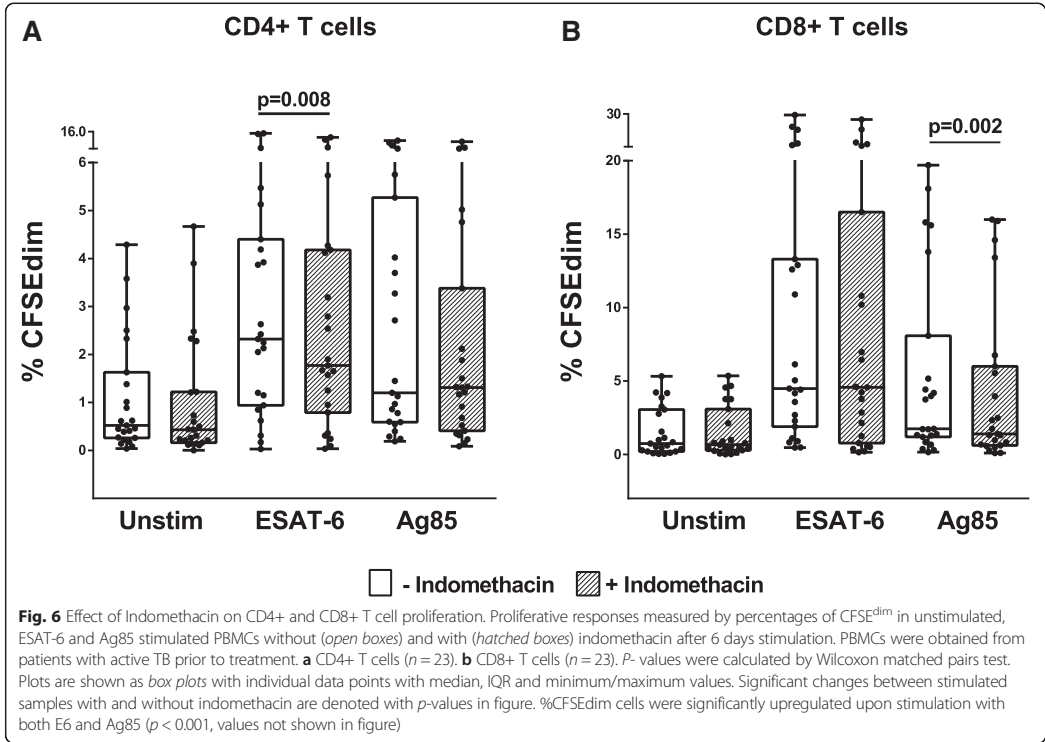 A
CD4+ T cells
B
CD8+ T cells
p=0.008
p=0.002
16.0
6
5
4
3
2
1
0
% CFSEdim
30
20
15
10
5
0
% CFSEdim
Unstim
ESAT-6
Ag85
Unstim
ESAT-6
Ag85
- Indomethacin
+ Indomethacin
Fig. 6 Effect of Indomethacin on CD4+ and CD8+ T cell proliferation. Proliferative responses measured by percentages of CFSEdim in unstimulated,
ESAT-6 and Ag85 stimulated PBMCs without (open boxes) and with (hatched boxes) indomethacin after 6 days stimulation. PBMCs were obtained from
patients with active TB prior to treatment. a CD4+ T cells (n = 23). b CD8+ T cells (n = 23). P- values were calculated by Wilcoxon matched pairs test.
Plots are shown as box plots with individual data points with median, IQR and minimum/maximum values. Significant changes between stimulated
samples with and without indomethacin are denoted with p-values in figure. %CFSEdim cells were significantly upregulated upon stimulation with
both E6 and Ag85 (p < 0.001, values not shown in figure)